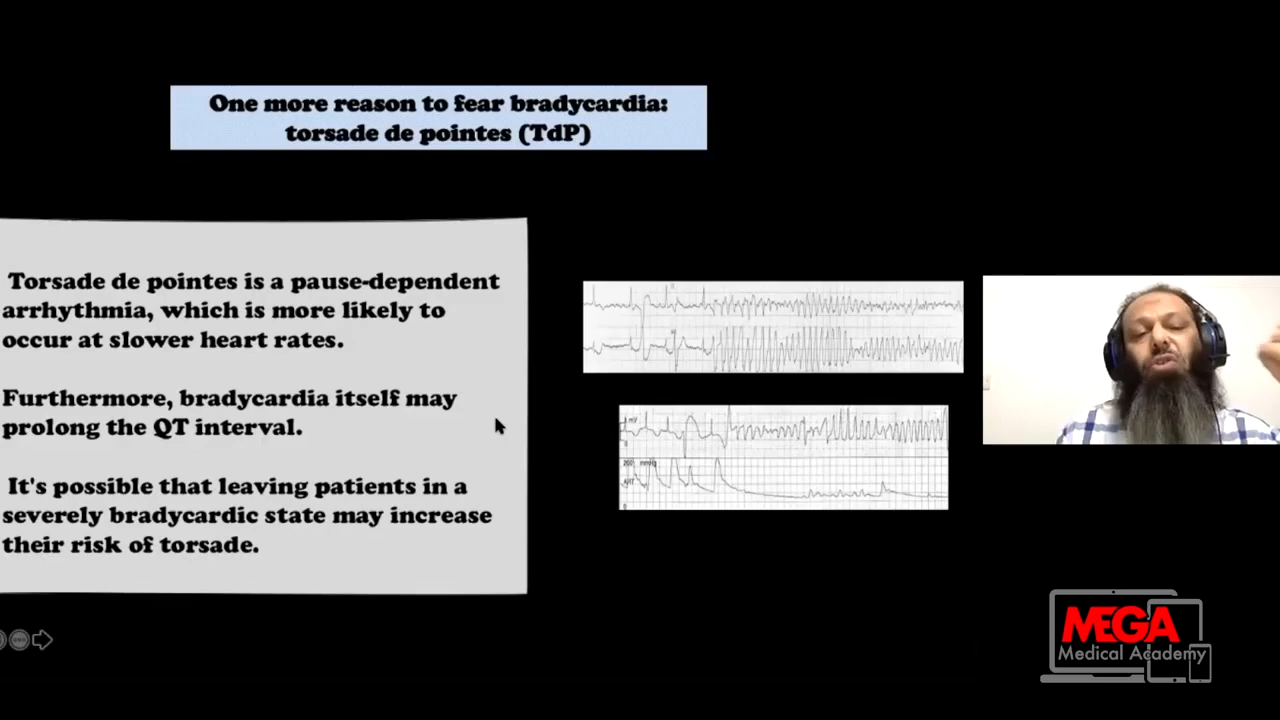 One more reason to fear bradycardia:
torsade de pointes (TdP)
Torsade de pointes is a pause-dependent
arrhythmia, which is more likely to
occur at slower heart rates.
Furthermore, bradycardia itself may
prolong the QT interval.
It's possible that leaving patients in a
severely bradycardic state may increase
their risk of torsade.
MEGA
Medical Academy